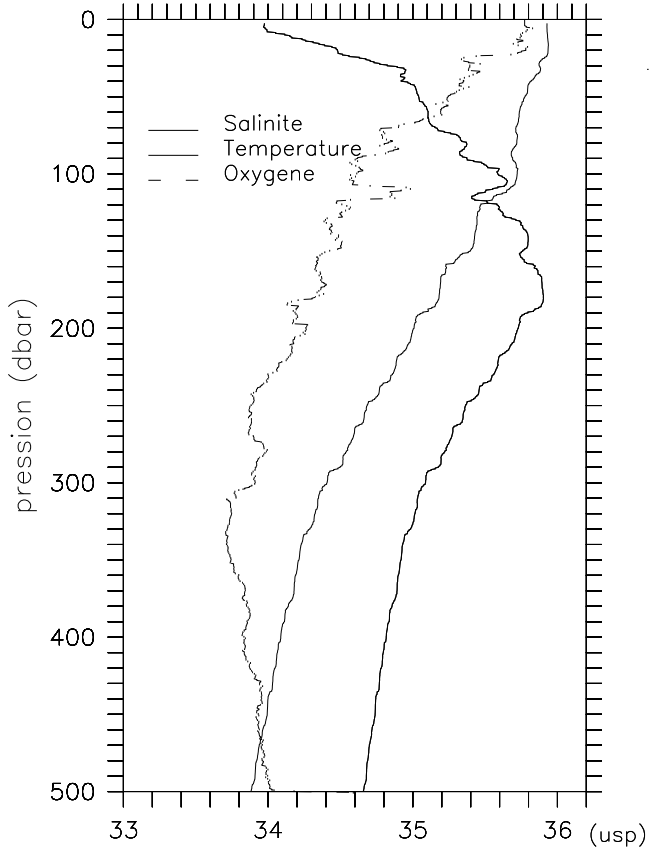 0
Salinite
Temperature
100
Oxygene
200
pression (dbar)
300
400
500
33 34 35 36 (usp)